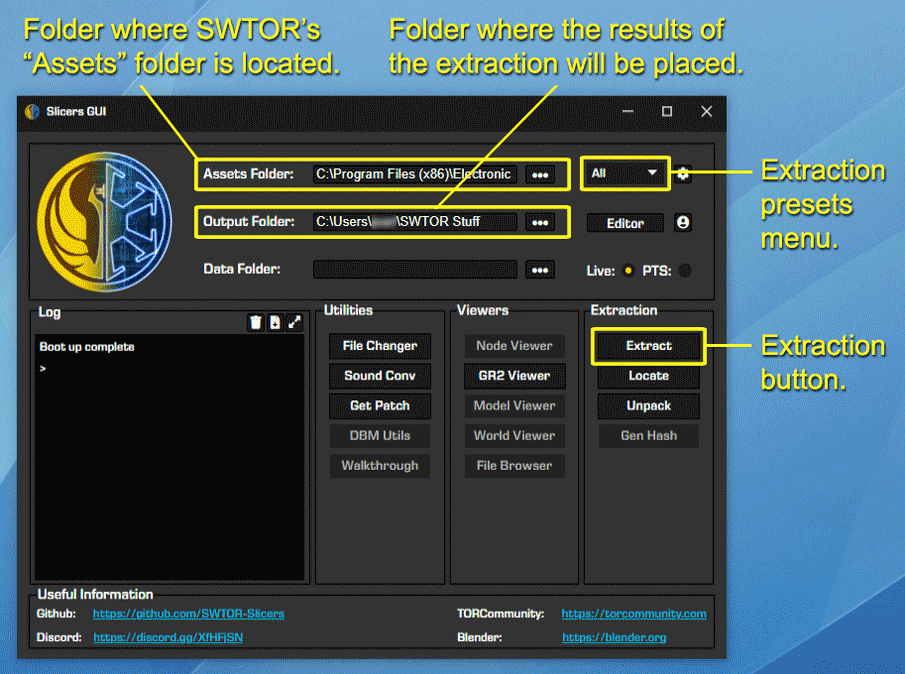 Folder where SWTOR's
“Assets” folder is located.
Folder where the results of
the extraction will be placed.
Slicers GUI
Assets Folder: C:\Program Files (x86)\Electronic
All
Extraction
presets
menu.
Output Folder: C:\Users\ \SWTOR Stuff
Editor
Data Folder:
Live: PTS:
Log
Boot up complete
>
Utilities
File Changer
Sound Conv
Get Patch
DBM Utils
Walkthrough
Viewers
Node Viewer
GR2 Viewer
Model Viewer
World Viewer
File Browser
Extraction
Extract
Locate
Unpack
Gen Hash
Extraction
button.
Useful Information
Github: https://github.com/SWTOR-Slicers
TORCommunity: https://torcommunity.com
Discord: https://discord.gg/XfHFjSN
Blender: https://blender.org